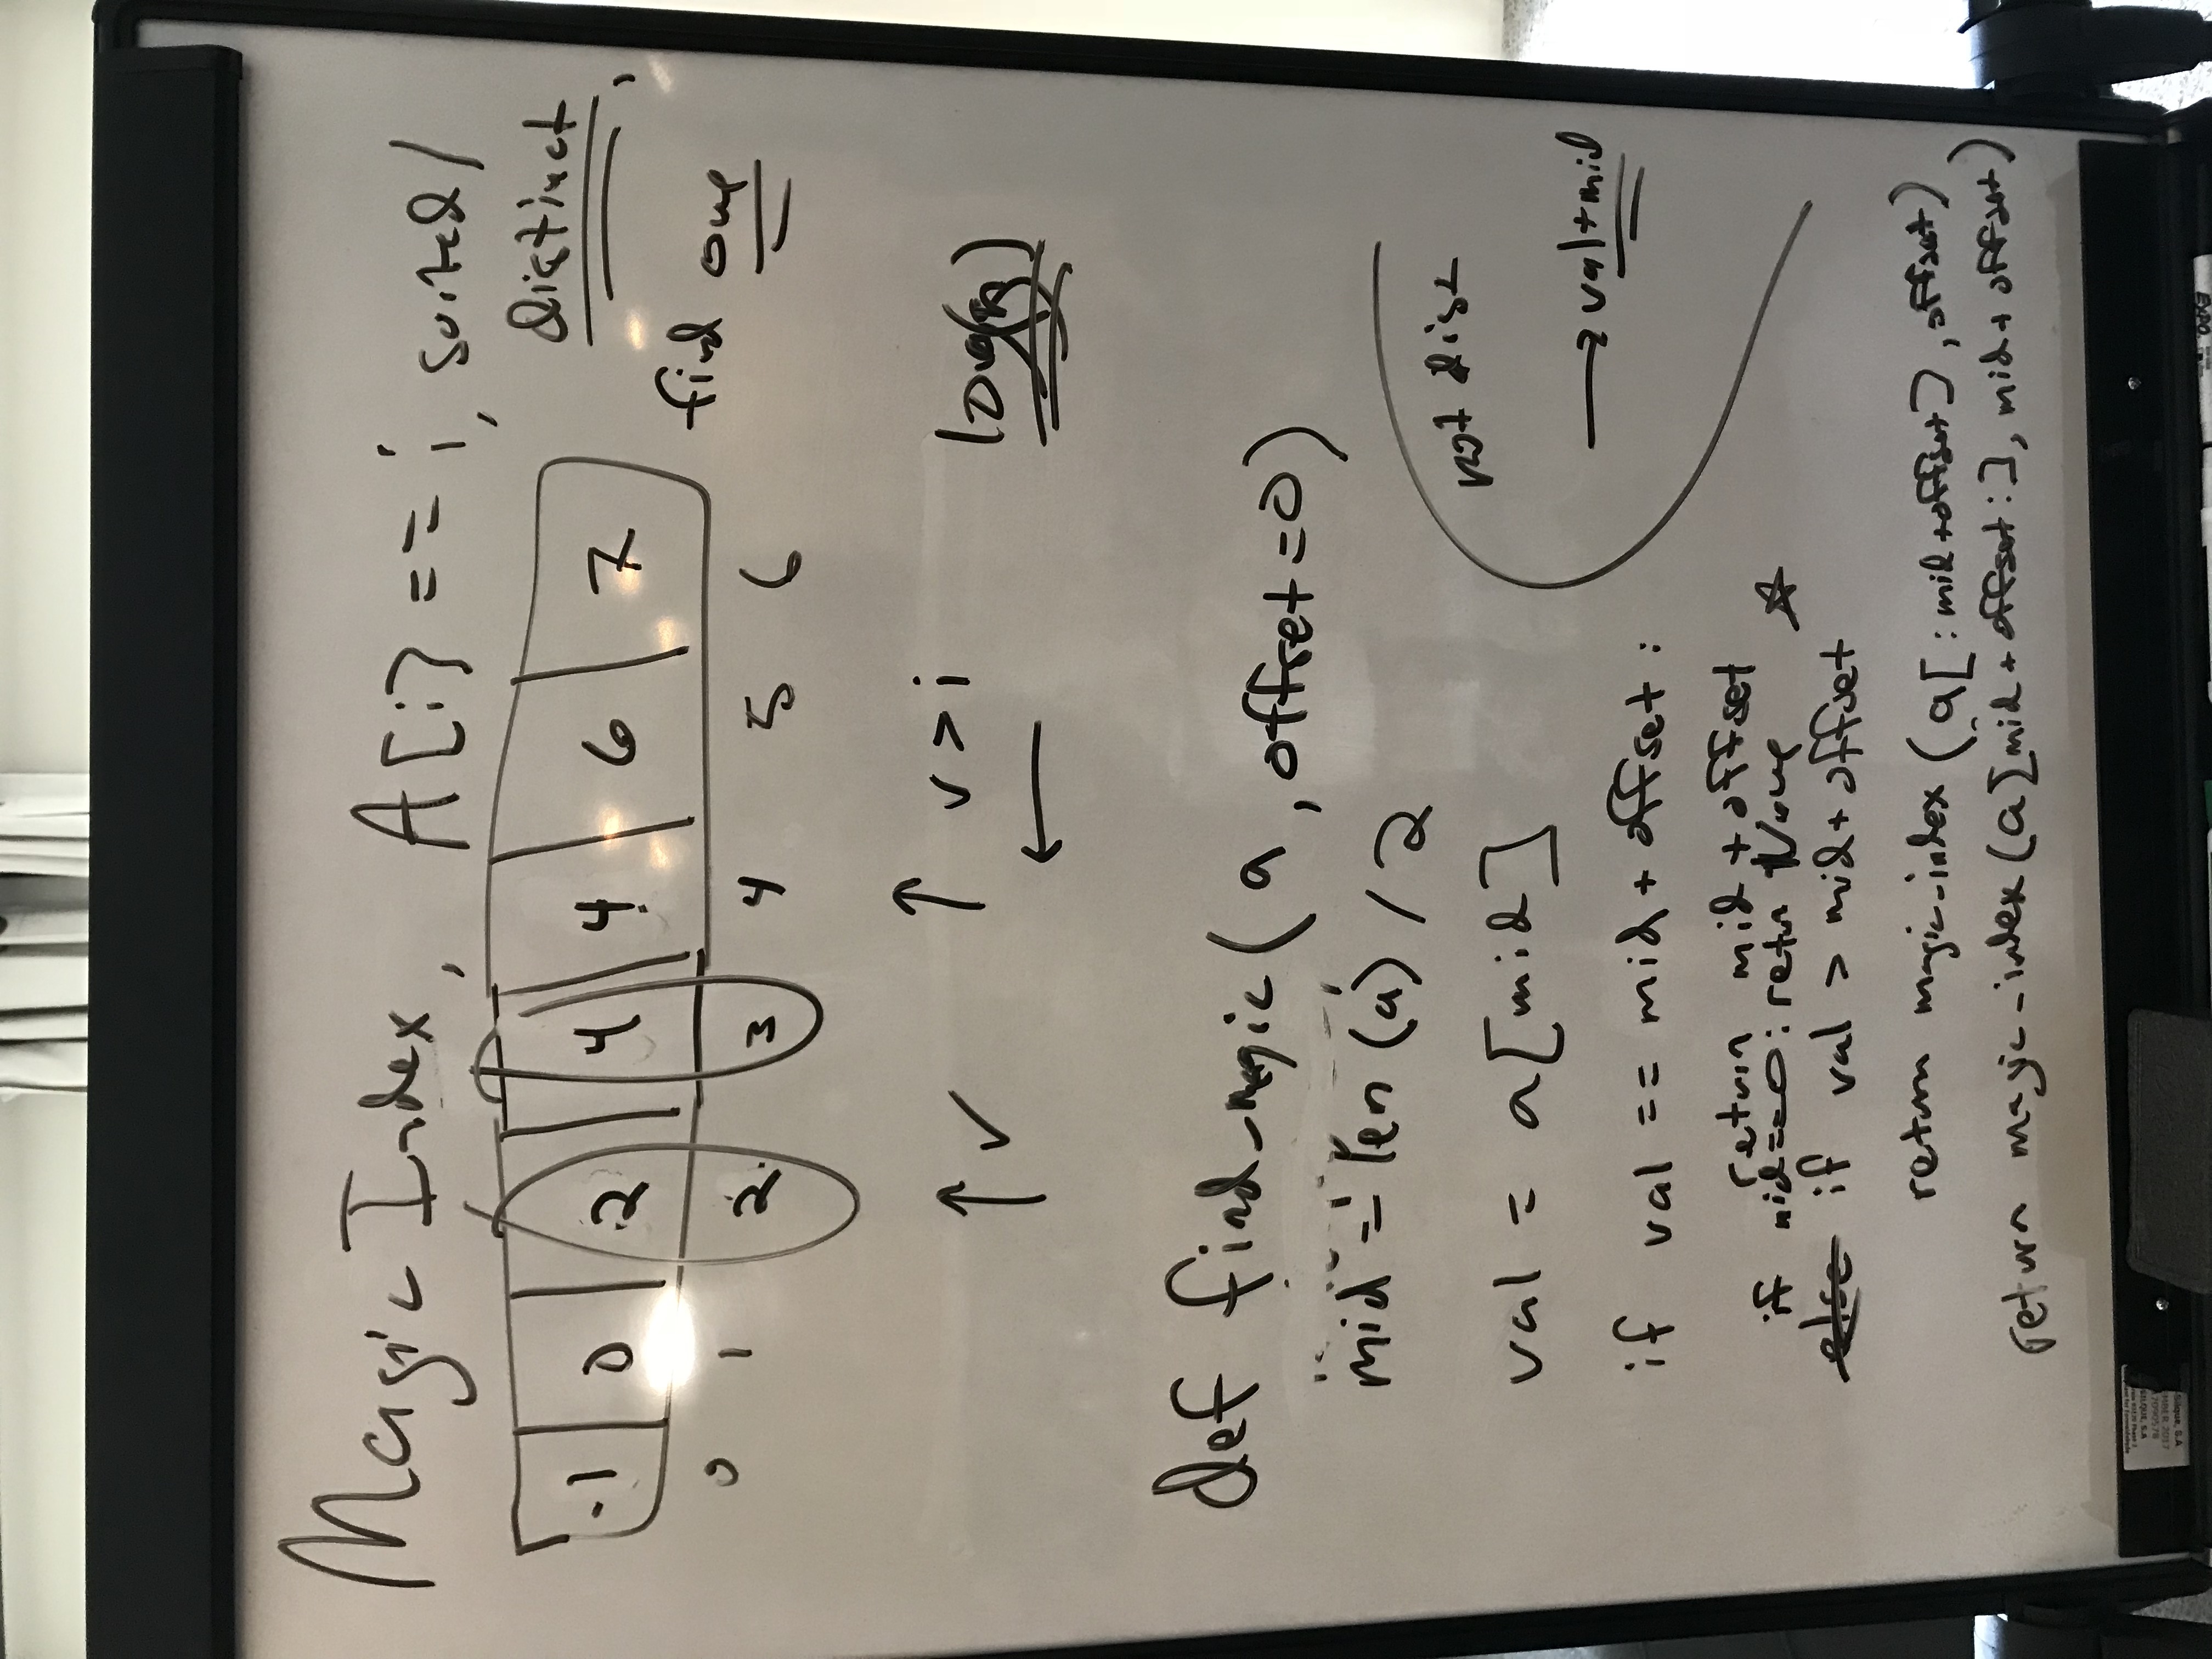 Magic Index, A[i] == i, sorted/
distinct,
find one
-1 0 2 4 4 6 7
0 1 2 3 4 5 6
v > i
log(n)
def find_magic(a, offset=0)
mid = len(a) / 2
val = a[mid]
if val == mid + offset:
return mid + offset
if mid==0: return None
else if val > mid + offset
return magic_index(a[:mid+offset], offset)
return magic_index(a[mid + offset:], mid + offset)
not dist
→ val+mid